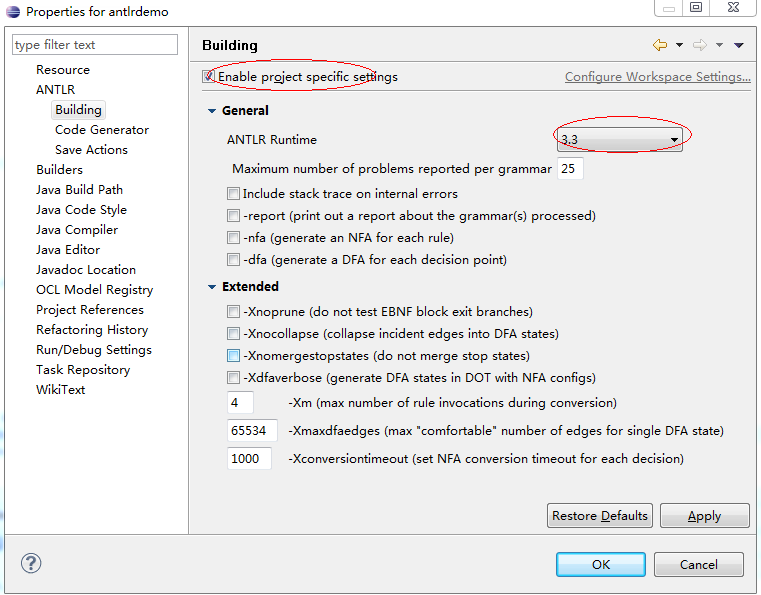 Properties for antlrdemo
type filter text
Resource
ANTLR
Building
Code Generator
Save Actions
Builders
Java Build Path
Java Code Style
Java Compiler
Java Editor
Javadoc Location
OCL Model Registry
Project References
Refactoring History
Run/Debug Settings
Task Repository
WikiText
Building
Enable project specific settings
Configure Workspace Settings...
General
ANTLR Runtime 3.3
Maximum number of problems reported per grammar 25
Include stack trace on internal errors
-report (print out a report about the grammar(s) processed)
-nfa (generate an NFA for each rule)
-dfa (generate a DFA for each decision point)
Extended
-Xnoprune (do not test EBNF block exit branches)
-Xnocollapse (collapse incident edges into DFA states)
-Xnomergestopstates (do not merge stop states)
-Xdfaverbose (generate DFA states in DOT with NFA configs)
4 -Xm (max number of rule invocations during conversion)
65534 -Xmaxdfaedges (max "comfortable" number of edges for single DFA state)
1000 -Xconversiontimeout (set NFA conversion timeout for each decision)
Restore Defaults
Apply
?
OK
Cancel